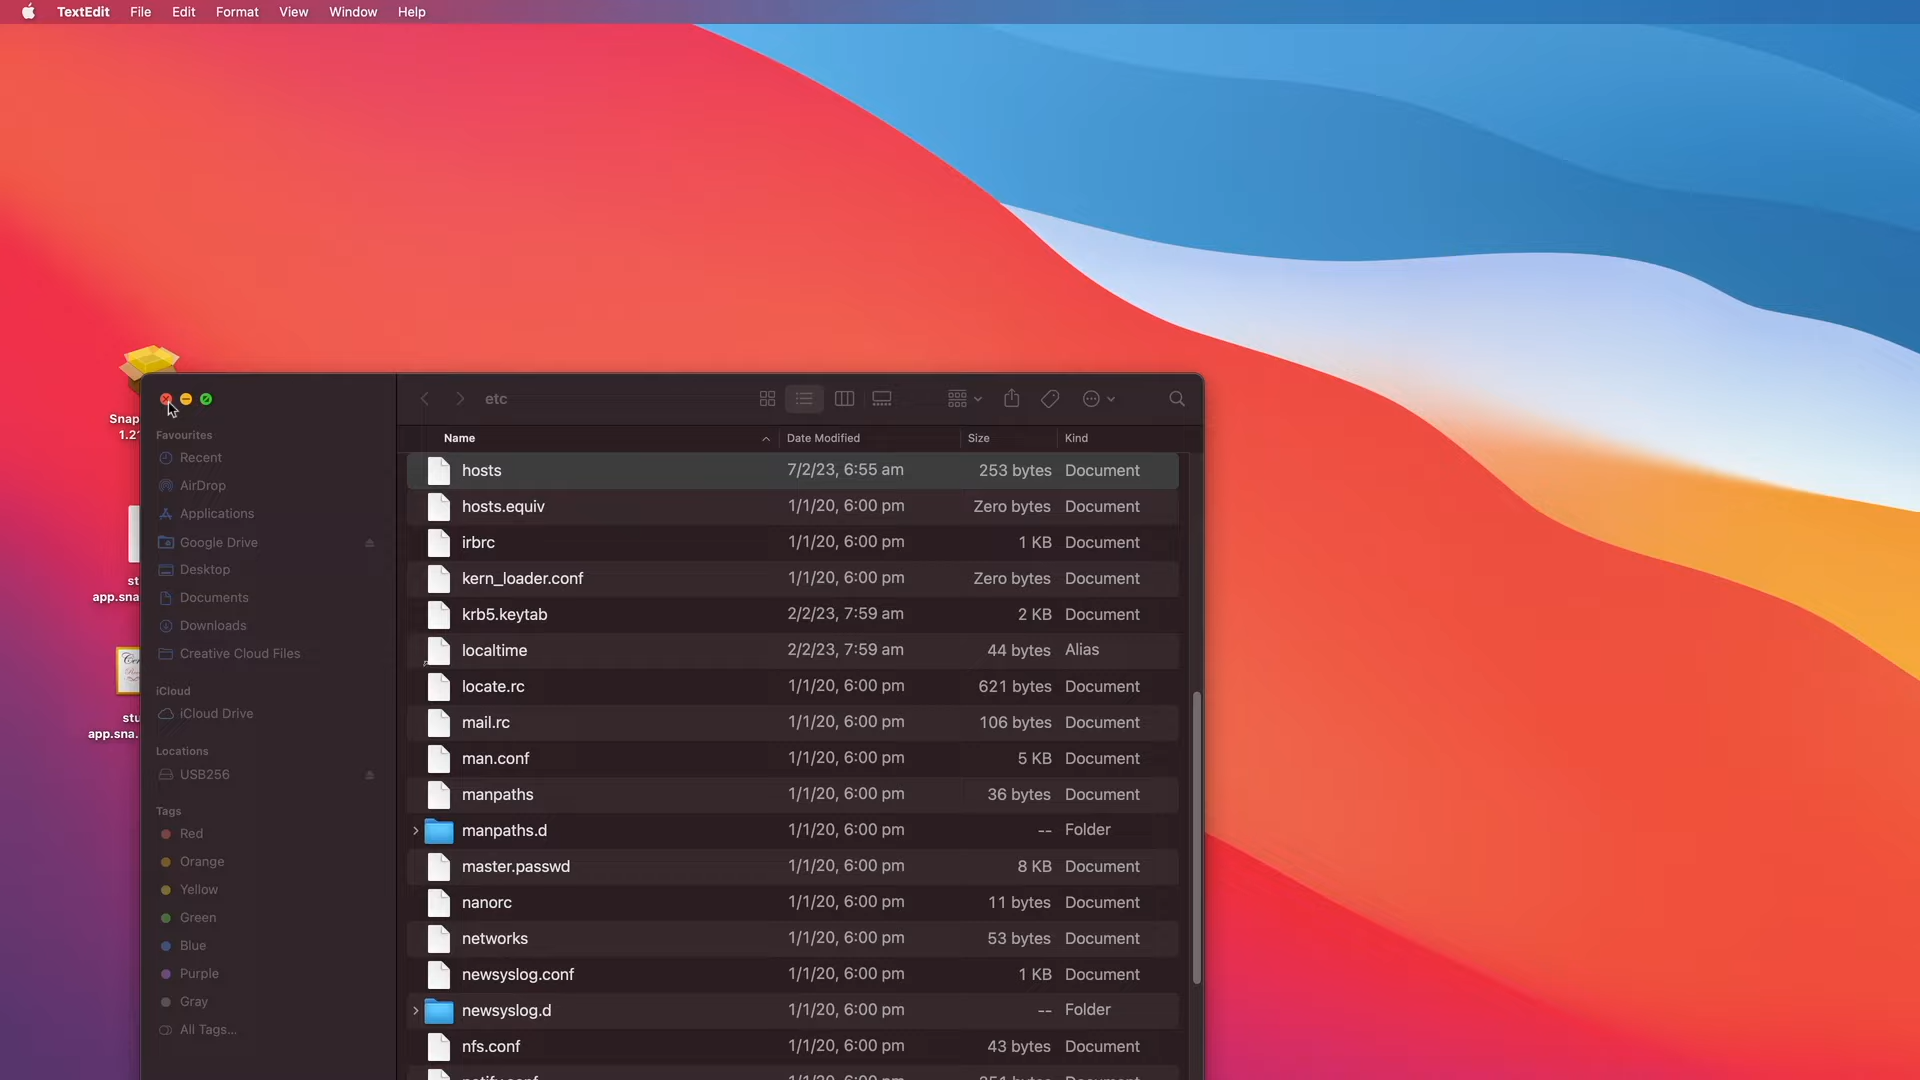 TextEdit File Edit Format View Window Help
Snap
1.2
st
app.sna
stu
app.sna.
etc
Favourites
Recent
AirDrop
Applications
Google Drive
Desktop
Documents
Downloads
Creative Cloud Files
iCloud
iCloud Drive
Locations
USB256
Tags
Red
Orange
Yellow
Green
Blue
Purple
Gray
All Tags...
Name Date Modified Size Kind
hosts 7/2/23, 6:55 am 253 bytes Document
hosts.equiv 1/1/20, 6:00 pm Zero bytes Document
irbrc 1/1/20, 6:00 pm 1 KB Document
kern_loader.conf 1/1/20, 6:00 pm Zero bytes Document
krb5.keytab 2/2/23, 7:59 am 2 KB Document
localtime 2/2/23, 7:59 am 44 bytes Alias
locate.rc 1/1/20, 6:00 pm 621 bytes Document
mail.rc 1/1/20, 6:00 pm 106 bytes Document
man.conf 1/1/20, 6:00 pm 5 KB Document
manpaths 1/1/20, 6:00 pm 36 bytes Document
manpaths.d 1/1/20, 6:00 pm -- Folder
master.passwd 1/1/20, 6:00 pm 8 KB Document
nanorc 1/1/20, 6:00 pm 11 bytes Document
networks 1/1/20, 6:00 pm 53 bytes Document
newsyslog.conf 1/1/20, 6:00 pm 1 KB Document
newsyslog.d 1/1/20, 6:00 pm -- Folder
nfs.conf 1/1/20, 6:00 pm 43 bytes Document